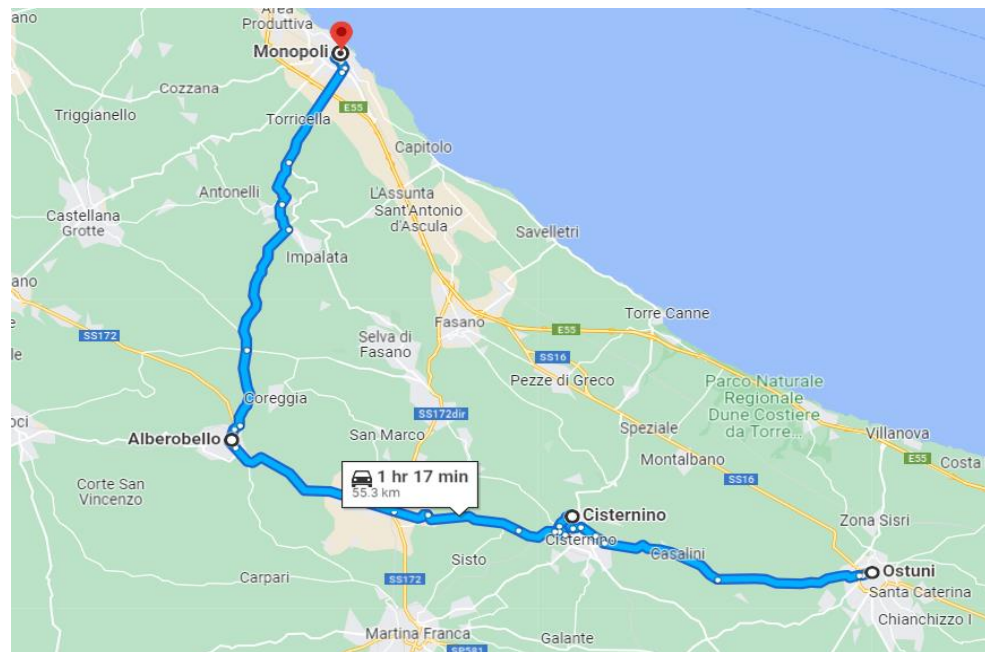 ano
Area
Produttiva
Monopoli
Cozzana
E55
Triggianello
Torricella
Capitolo
Antonelli
L'Assunta
Castellana
Grotte
Sant'Antonio
d'Ascula
Savelletri
Impalata
ano
Torre Canne
Fasano
E55
SS172
Selva di
Fasano
SS16
le
Pezze di Greco
Parco Naturale
Regionale
Dune Costiere
da Torre...
Coreggia
SS172dir
oci
Alberobello
San Marco
Speziale
Villanova
Montalbano
E55
Costa
1 hr 17 min
55.3 km
SS16
Corte San
Vincenzo
Cisternino
Zona Sisri
Cisternino
Sisto
Casalini
Ostuni
Carpari
SS172
Santa Caterina
Chianchizzo I
Martina Franca
Galante
SP581